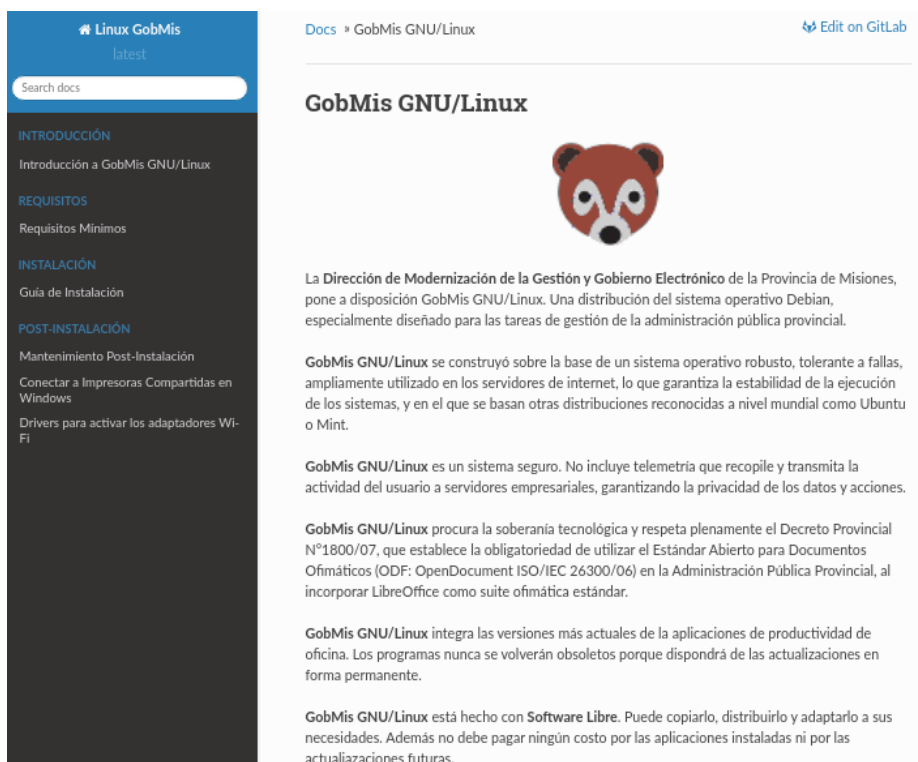 Linux GobMis
latest
Search docs
INTRODUCCIÓN
Introducción a GobMis GNU/Linux
REQUISITOS
Requisitos Mínimos
INSTALACIÓN
Guía de Instalación
POST-INSTALACIÓN
Mantenimiento Post-Instalación
Conectar a Impresoras Compartidas en
Windows
Drivers para activar los adaptadores Wi-
Fi
Docs » GobMis GNU/Linux
Edit on GitLab
GobMis GNU/Linux
La Dirección de Modernización de la Gestión y Gobierno Electrónico de la Provincia de Misiones,
pone a disposición GobMis GNU/Linux. Una distribución del sistema operativo Debian,
especialmente diseñado para las tareas de gestión de la administración pública provincial.
GobMis GNU/Linux se construyó sobre la base de un sistema operativo robusto, tolerante a fallas,
ampliamente utilizado en los servidores de internet, lo que garantiza la estabilidad de la ejecución
de los sistemas, y en el que se basan otras distribuciones reconocidas a nivel mundial como Ubuntu
o Mint.
GobMis GNU/Linux es un sistema seguro. No incluye telemetría que recopile y transmita la
actividad del usuario a servidores empresariales, garantizando la privacidad de los datos y acciones.
GobMis GNU/Linux procura la soberanía tecnológica y respeta plenamente el Decreto Provincial
N°1800/07, que establece la obligatoriedad de utilizar el Estándar Abierto para Documentos
Ofimáticos (ODF: OpenDocument ISO/IEC 26300/06) en la Administración Pública Provincial, al
incorporar LibreOffice como suite ofimática estándar.
GobMis GNU/Linux integra las versiones más actuales de la aplicaciones de productividad de
oficina. Los programas nunca se volverán obsoletos porque dispondrá de las actualizaciones en
forma permanente.
GobMis GNU/Linux está hecho con Software Libre. Puede copiarlo, distribuirlo y adaptarlo a sus
necesidades. Además no debe pagar ningún costo por las aplicaciones instaladas ni por las
actualiazaciones futuras.